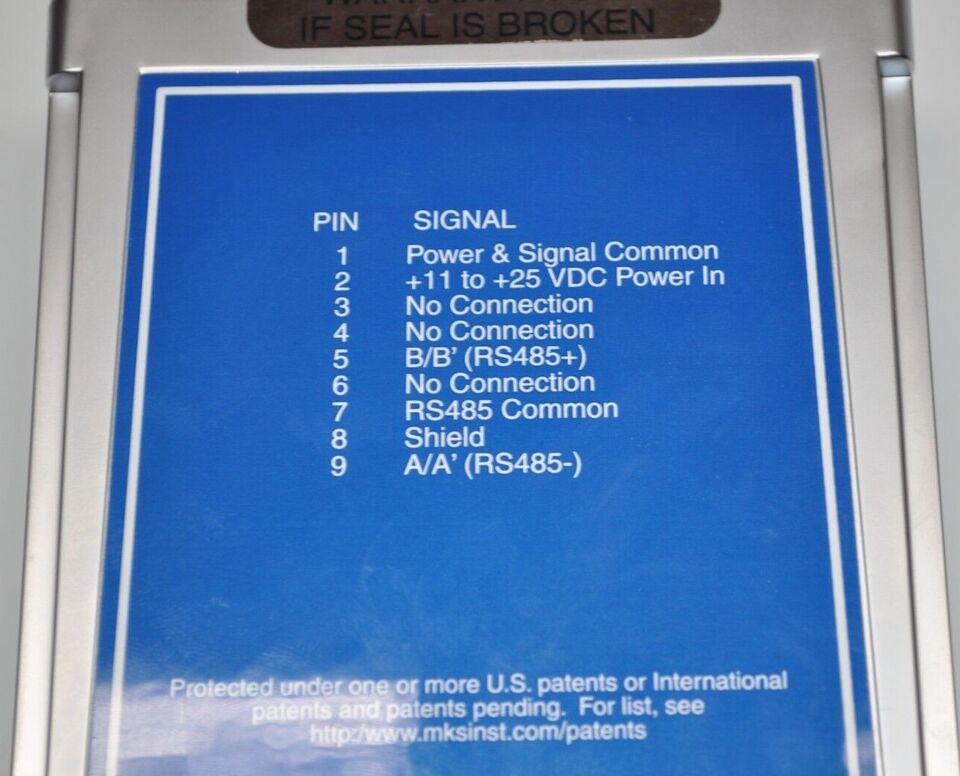 IF SEAL IS BROKEN
PIN SIGNAL
1 Power & Signal Common
2 +11 to +25 VDC Power In
3 No Connection
4 No Connection
5 B/B' (RS485+)
6 No Connection
7 RS485 Common
8 Shield
9 A/A' (RS485-)
Protected under one or more U.S. patents or International
patents and patents pending. For list, see
http:/www.mksinst.com/patents